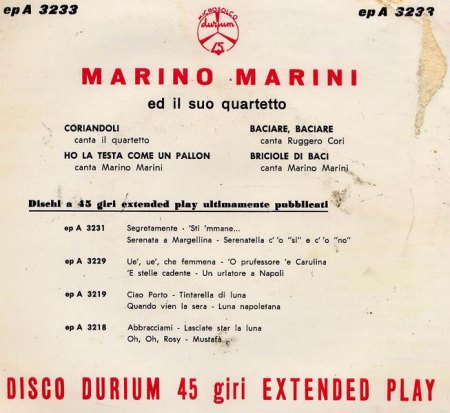 ep A 3233
ep A 3233
MICROSOLCO
durium
45
MARINO MARINI
ed il suo quartetto
CORIANDOLI
canta il quartetto
HO LA TESTA COME UN PALLON
canta Marino Marini
BACIARE, BACIARE
canta Ruggero Cori
BRICIOLE DI BACI
canta Marino Marini
Dischi a 45 giri extended play ultimamente pubblicati
ep A 3231 Segretamente - 'Sti 'mmane...
Serenata a Margellina - Serenatella c' 'o "si" e c' 'o "no"
ep A 3229 Ue', ue', che femmena - 'O prufessore 'e Carulina
'E stelle cadente - Un urlatore a Napoli
ep A 3219 Ciao Porto - Tintarella di luna
Quando vien la sera - Luna napoletana
ep A 3218 Abbracciami - Lasciate star la luna
Oh, Oh, Rosy - Mustafà
DISCO DURIUM 45 giri EXTENDED PLAY